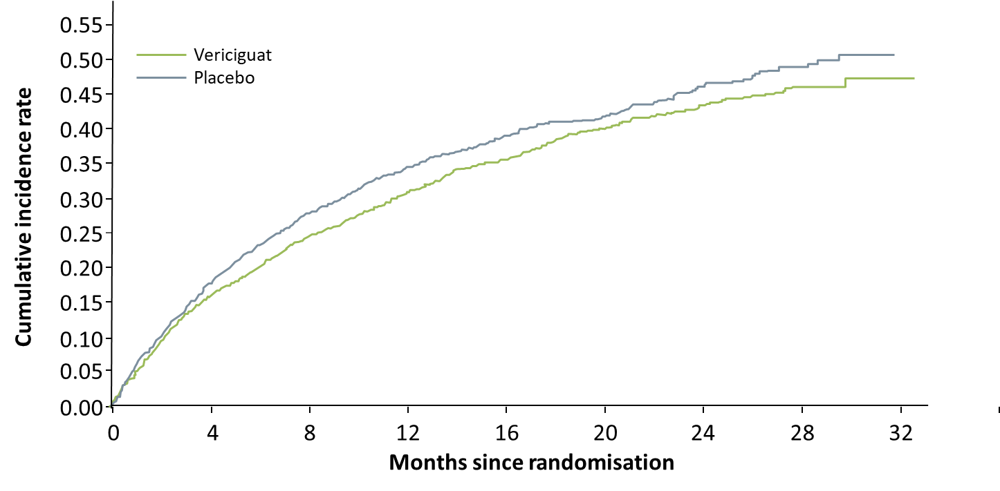 0.55
0.50
0.45
0.40
0.35
0.30
0.25
0.20
0.15
0.10
0.05
0.00
Cumulative incidence rate
Vericiguat
Placebo
0 4 8 12 16 20 24 28 32
Months since randomisation